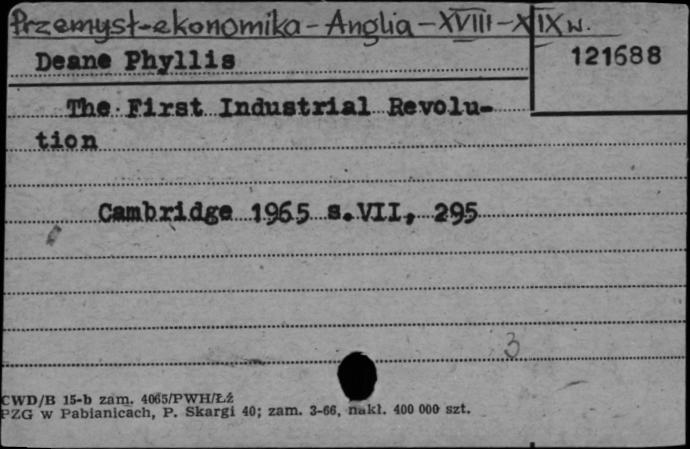 Przemysł-ekonomika - Anglia - XVIII - XIX w.
Deane Phyllis
121688
The First Industrial Revolu-
tion
Cambridge 1965 s.VII, 295
3
CWD/B 15-b zam. 4065/PWH/Łź
PZG w Pabianicach, P. Skargi 40; zam. 3-66, nakł. 400 000 szt.